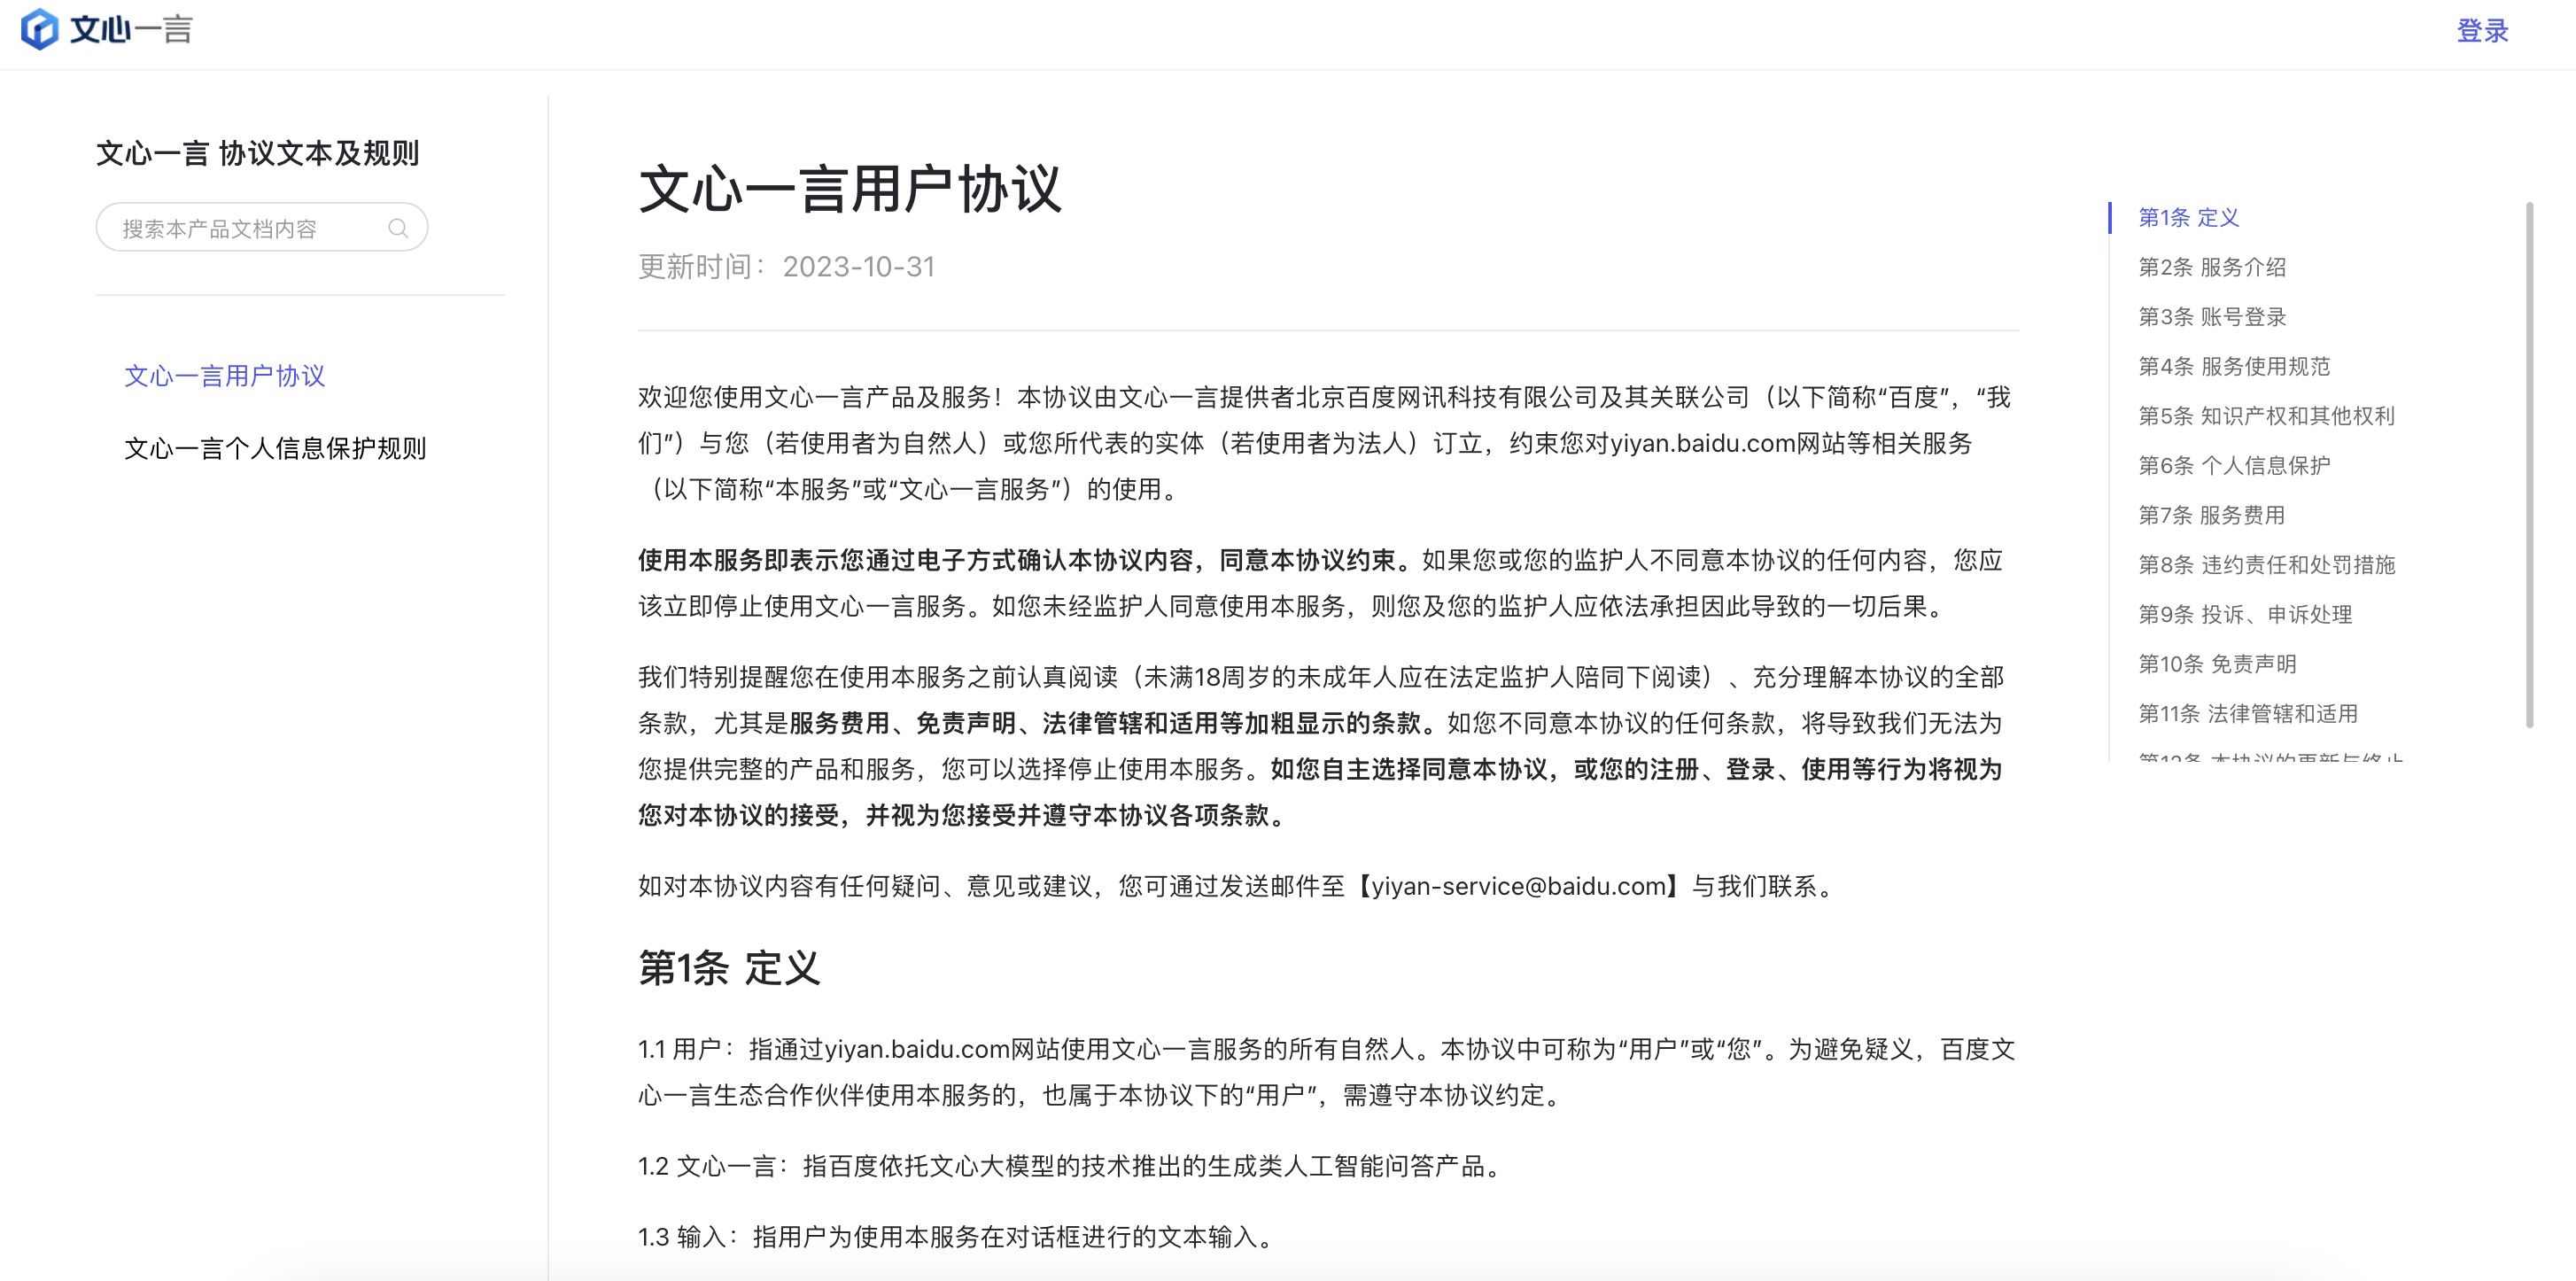 文心一言
登录
文心一言 协议文本及规则
搜索本产品文档内容
文心一言用户协议
文心一言个人信息保护规则
文心一言用户协议
更新时间：2023-10-31
欢迎您使用文心一言产品及服务！本协议由文心一言提供者北京百度网讯科技有限公司及其关联公司（以下简称“百度”，“我
们”）与您（若使用者为自然人）或您所代表的实体（若使用者为法人）订立，约束您对yiyan.baidu.com网站等相关服务
（以下简称“本服务”或“文心一言服务”）的使用。
使用本服务即表示您通过电子方式确认本协议内容，同意本协议约束。如果您或您的监护人不同意本协议的任何内容，您应
该立即停止使用文心一言服务。如您未经监护人同意使用本服务，则您及您的监护人应依法承担因此导致的一切后果。
我们特别提醒您在使用本服务之前认真阅读（未满18周岁的未成年人应在法定监护人陪同下阅读）、充分理解本协议的全部
条款，尤其是服务费用、免责声明、法律管辖和适用等加粗显示的条款。如您不同意本协议的任何条款，将导致我们无法为
您提供完整的产品和服务，您可以选择停止使用本服务。如您自主选择同意本协议，或您的注册、登录、使用等行为将视为
您对本协议的接受，并视为您接受并遵守本协议各项条款。
如对本协议内容有任何疑问、意见或建议，您可通过发送邮件至【yiyan-service@baidu.com】与我们联系。
第1条 定义
1.1 用户：指通过yiyan.baidu.com网站使用文心一言服务的所有自然人。本协议中可称为“用户”或“您”。为避免疑义，百度文
心一言生态合作伙伴使用本服务的，也属于本协议下的“用户”，需遵守本协议约定。
1.2 文心一言：指百度依托文心大模型的技术推出的生成类人工智能问答产品。
1.3 输入：指用户为使用本服务在对话框进行的文本输入。
第1条 定义
第2条 服务介绍
第3条 账号登录
第4条 服务使用规范
第5条 知识产权和其他权利
第6条 个人信息保护
第7条 服务费用
第8条 违约责任和处罚措施
第9条 投诉、申诉处理
第10条 免责声明
第11条 法律管辖和适用
第12条 本协议的更新与终止